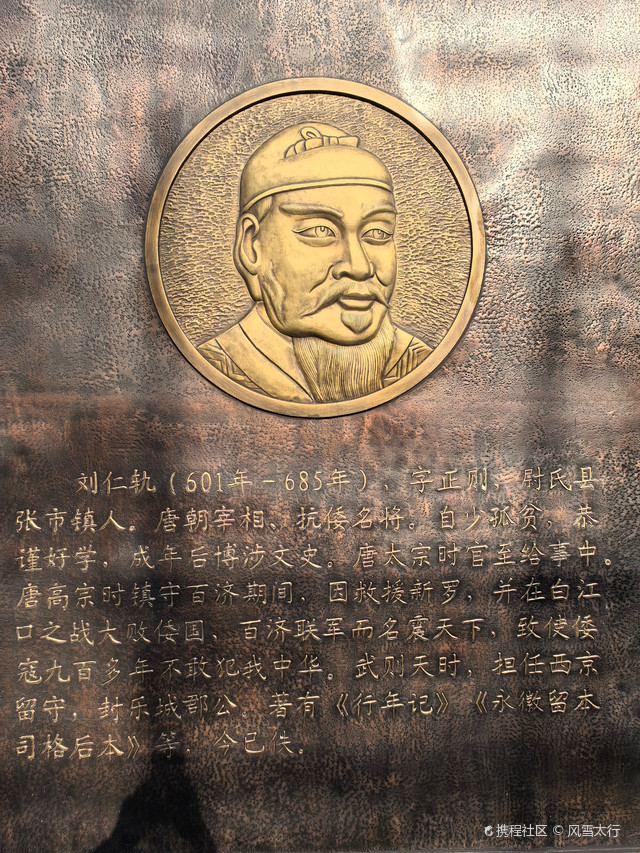 刘仁轨(601年-685年),字正则,尉氏县
张市镇人。唐朝宰相、抗倭名将。自少孤贫,恭
谨好学,成年后博涉文史。唐太宗时官至给事中。
唐高宗时镇守百济期间,因救援新罗,并在白江
口之战大败倭国、百济联军而名震天下,致使倭
寇九百多年不敢犯我中华。武则天时,担任西京
留守,封乐城郡公。著有《行年记》《永徽留本
司格后本》等,今已佚。
携程社区 © 风雪太行